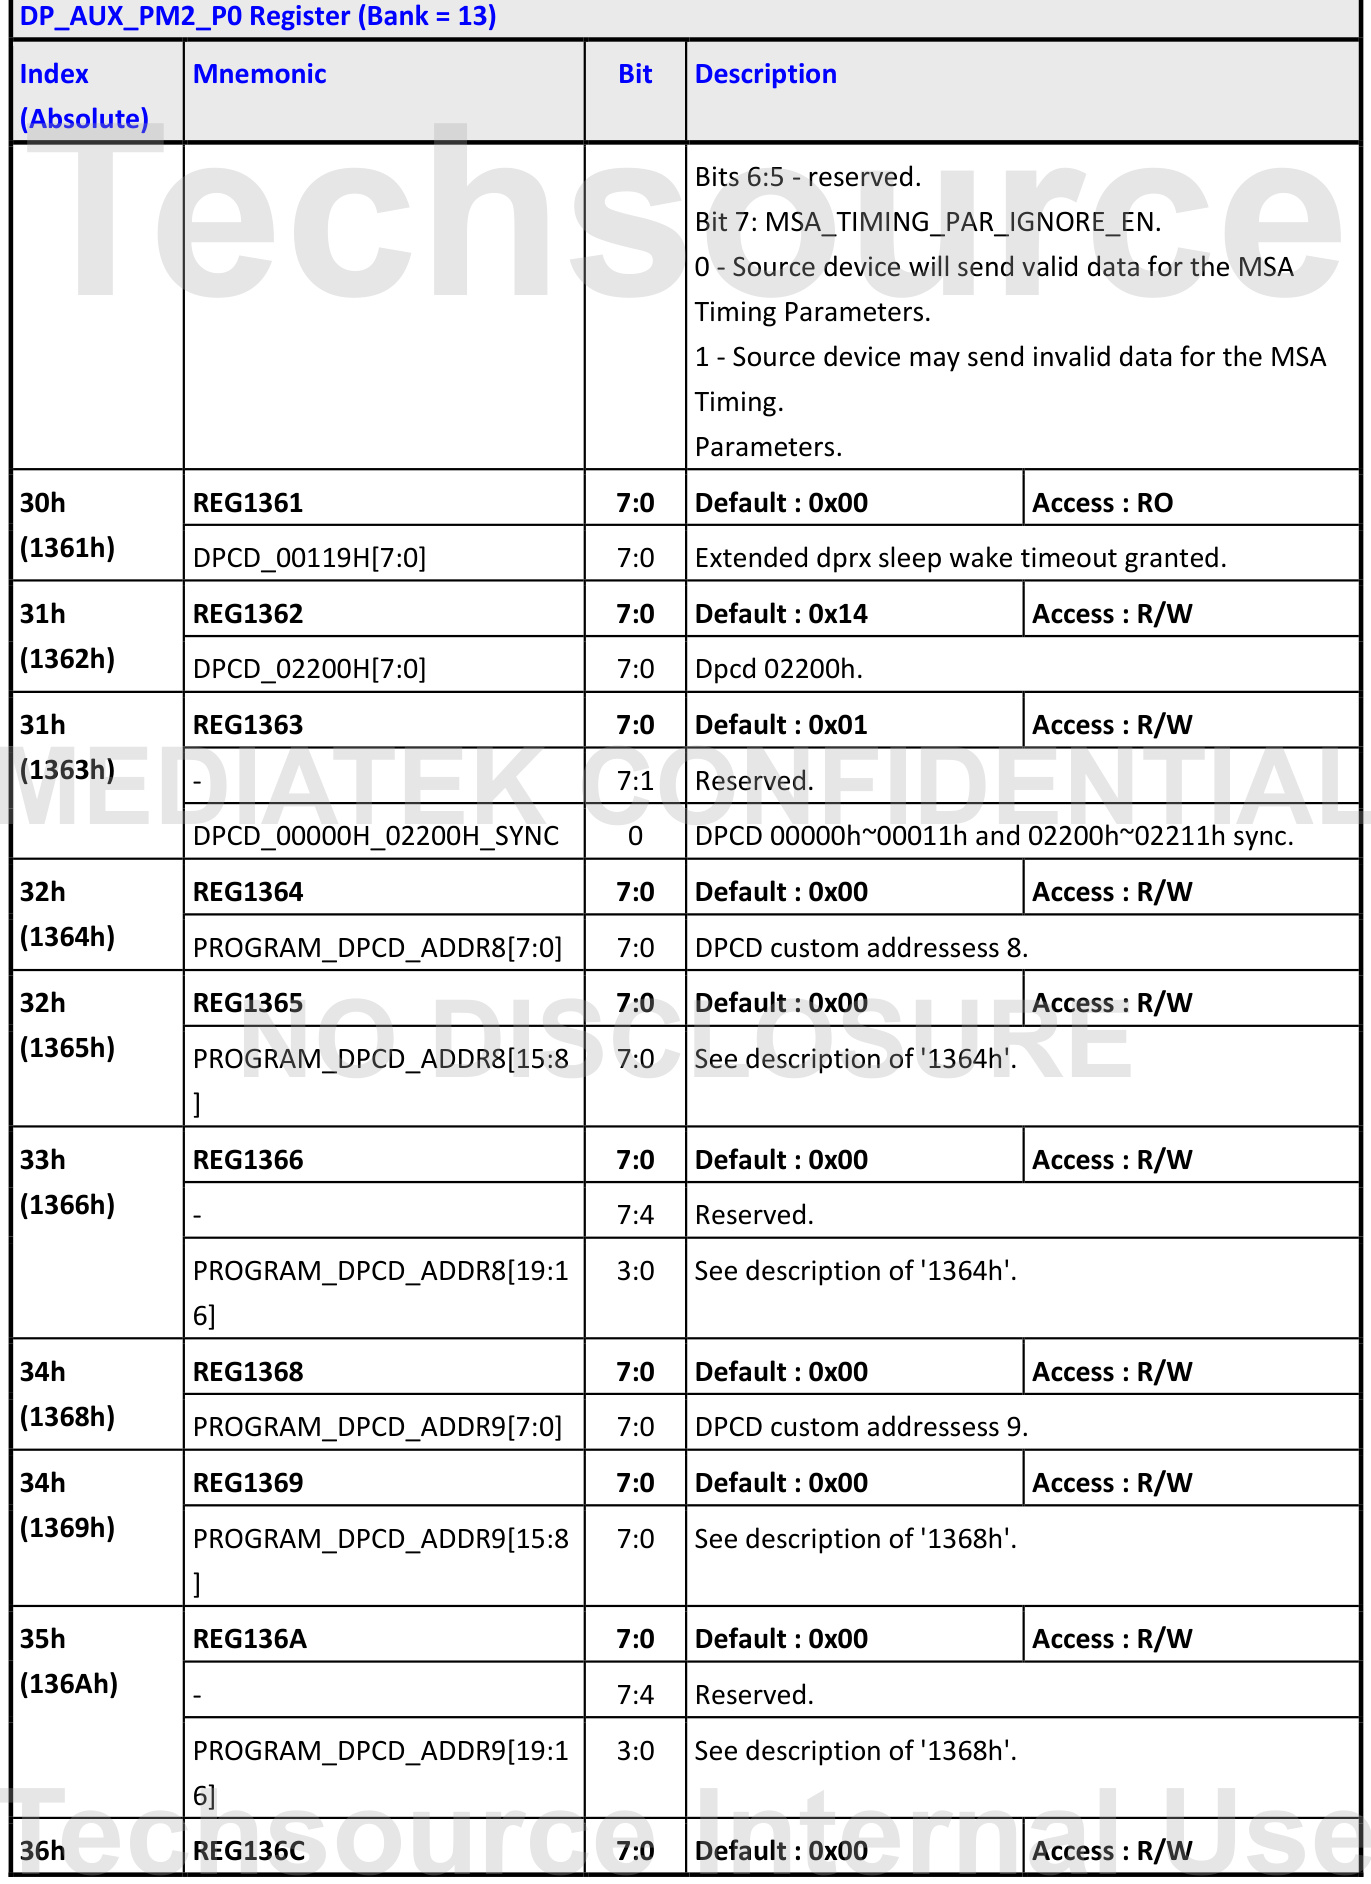 DP_AUX_PM2_P0 Register (Bank = 13)
Index (Absolute) Mnemonic Bit Description
Bits 6:5 - reserved.
Bit 7: MSA_TIMING_PAR_IGNORE_EN.
0 - Source device will send valid data for the MSA
Timing Parameters.
1 - Source device may send invalid data for the MSA
Timing.
Parameters.
30h REG1361 7:0 Default : 0x00 Access : RO
(1361h) DPCD_00119H[7:0] 7:0 Extended dprx sleep wake timeout granted.
31h REG1362 7:0 Default : 0x14 Access : R/W
(1362h) DPCD_02200H[7:0] 7:0 Dpcd 02200h.
31h REG1363 7:0 Default : 0x01 Access : R/W
(1363h) - 7:1 Reserved.
DPCD_00000H_02200H_SYNC 0 DPCD 00000h~00011h and 02200h~02211h sync.
32h REG1364 7:0 Default : 0x00 Access : R/W
(1364h) PROGRAM_DPCD_ADDR8[7:0] 7:0 DPCD custom addressess 8.
32h REG1365 7:0 Default : 0x00 Access : R/W
(1365h) PROGRAM_DPCD_ADDR8[15:8 7:0 See description of '1364h'.
]
33h REG1366 7:0 Default : 0x00 Access : R/W
(1366h) - 7:4 Reserved.
PROGRAM_DPCD_ADDR8[19:1 3:0 See description of '1364h'.
6]
34h REG1368 7:0 Default : 0x00 Access : R/W
(1368h) PROGRAM_DPCD_ADDR9[7:0] 7:0 DPCD custom addressess 9.
34h REG1369 7:0 Default : 0x00 Access : R/W
(1369h) PROGRAM_DPCD_ADDR9[15:8 7:0 See description of '1368h'.
]
35h REG136A 7:0 Default : 0x00 Access : R/W
(136Ah) - 7:4 Reserved.
PROGRAM_DPCD_ADDR9[19:1 3:0 See description of '1368h'.
6]
36h REG136C 7:0 Default : 0x00 Access : R/W
Techsource
MEDIATEK CONFIDENTIAL
NO DISCLOSURE
Techsource Internal Use